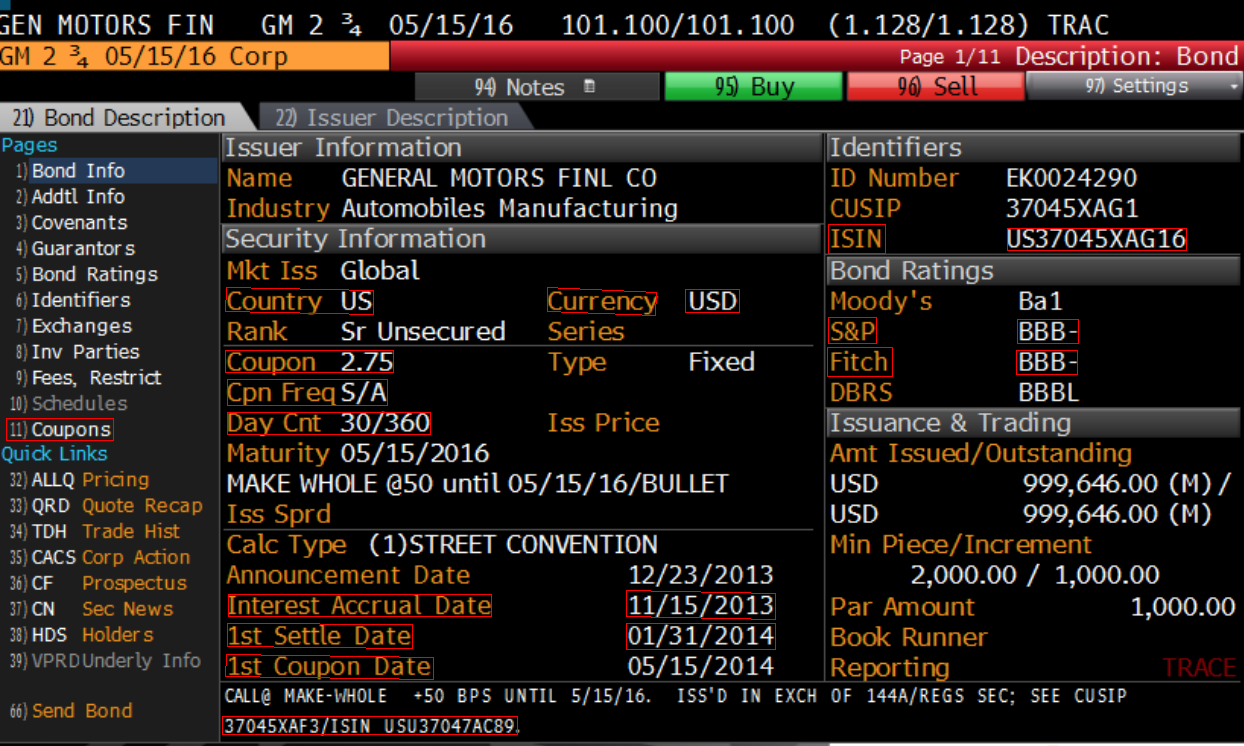 GEN MOTORS FIN GM 2 ¾ 05/15/16 101.100/101.100 (1.128/1.128) TRAC
GM 2 ¾ 05/15/16 Corp Page 1/11 Description: Bond
94) Notes 95) Buy 96) Sell 97) Settings
21) Bond Description 22) Issuer Description
Pages
1) Bond Info
2) Addtl Info
3) Covenants
4) Guarantors
5) Bond Ratings
6) Identifiers
7) Exchanges
8) Inv Parties
9) Fees, Restrict
10) Schedules
11) Coupons
Quick Links
32) ALLQ Pricing
33) QRD Quote Recap
34) TDH Trade Hist
35) CACS Corp Action
36) CF Prospectus
37) CN Sec News
38) HDS Holders
39) VPRD Underly Info
66) Send Bond
Issuer Information
Name GENERAL MOTORS FINL CO
Industry Automobiles Manufacturing
Security Information
Mkt Iss Global
Country US Currency USD
Rank Sr Unsecured Series
Coupon 2.75 Type Fixed
Cpn Freq S/A
Day Cnt 30/360 Iss Price
Maturity 05/15/2016
MAKE WHOLE @50 until 05/15/16/BULLET
Iss Sprd
Calc Type (1)STREET CONVENTION
Announcement Date 12/23/2013
Interest Accrual Date 11/15/2013
1st Settle Date 01/31/2014
1st Coupon Date 05/15/2014
Identifiers
ID Number EK0024290
CUSIP 37045XAG1
ISIN US37045XAG16
Bond Ratings
Moody's Ba1
S&P BBB-
Fitch BBB-
DBRS BBBL
Issuance & Trading
Amt Issued/Outstanding
USD 999,646.00 (M) /
USD 999,646.00 (M)
Min Piece/Increment
2,000.00 / 1,000.00
Par Amount 1,000.00
Book Runner
Reporting TRACE
CALL@ MAKE-WHOLE +50 BPS UNTIL 5/15/16. ISS'D IN EXCH OF 144A/REGS SEC; SEE CUSIP
37045XAF3/ISIN USU37047AC89.